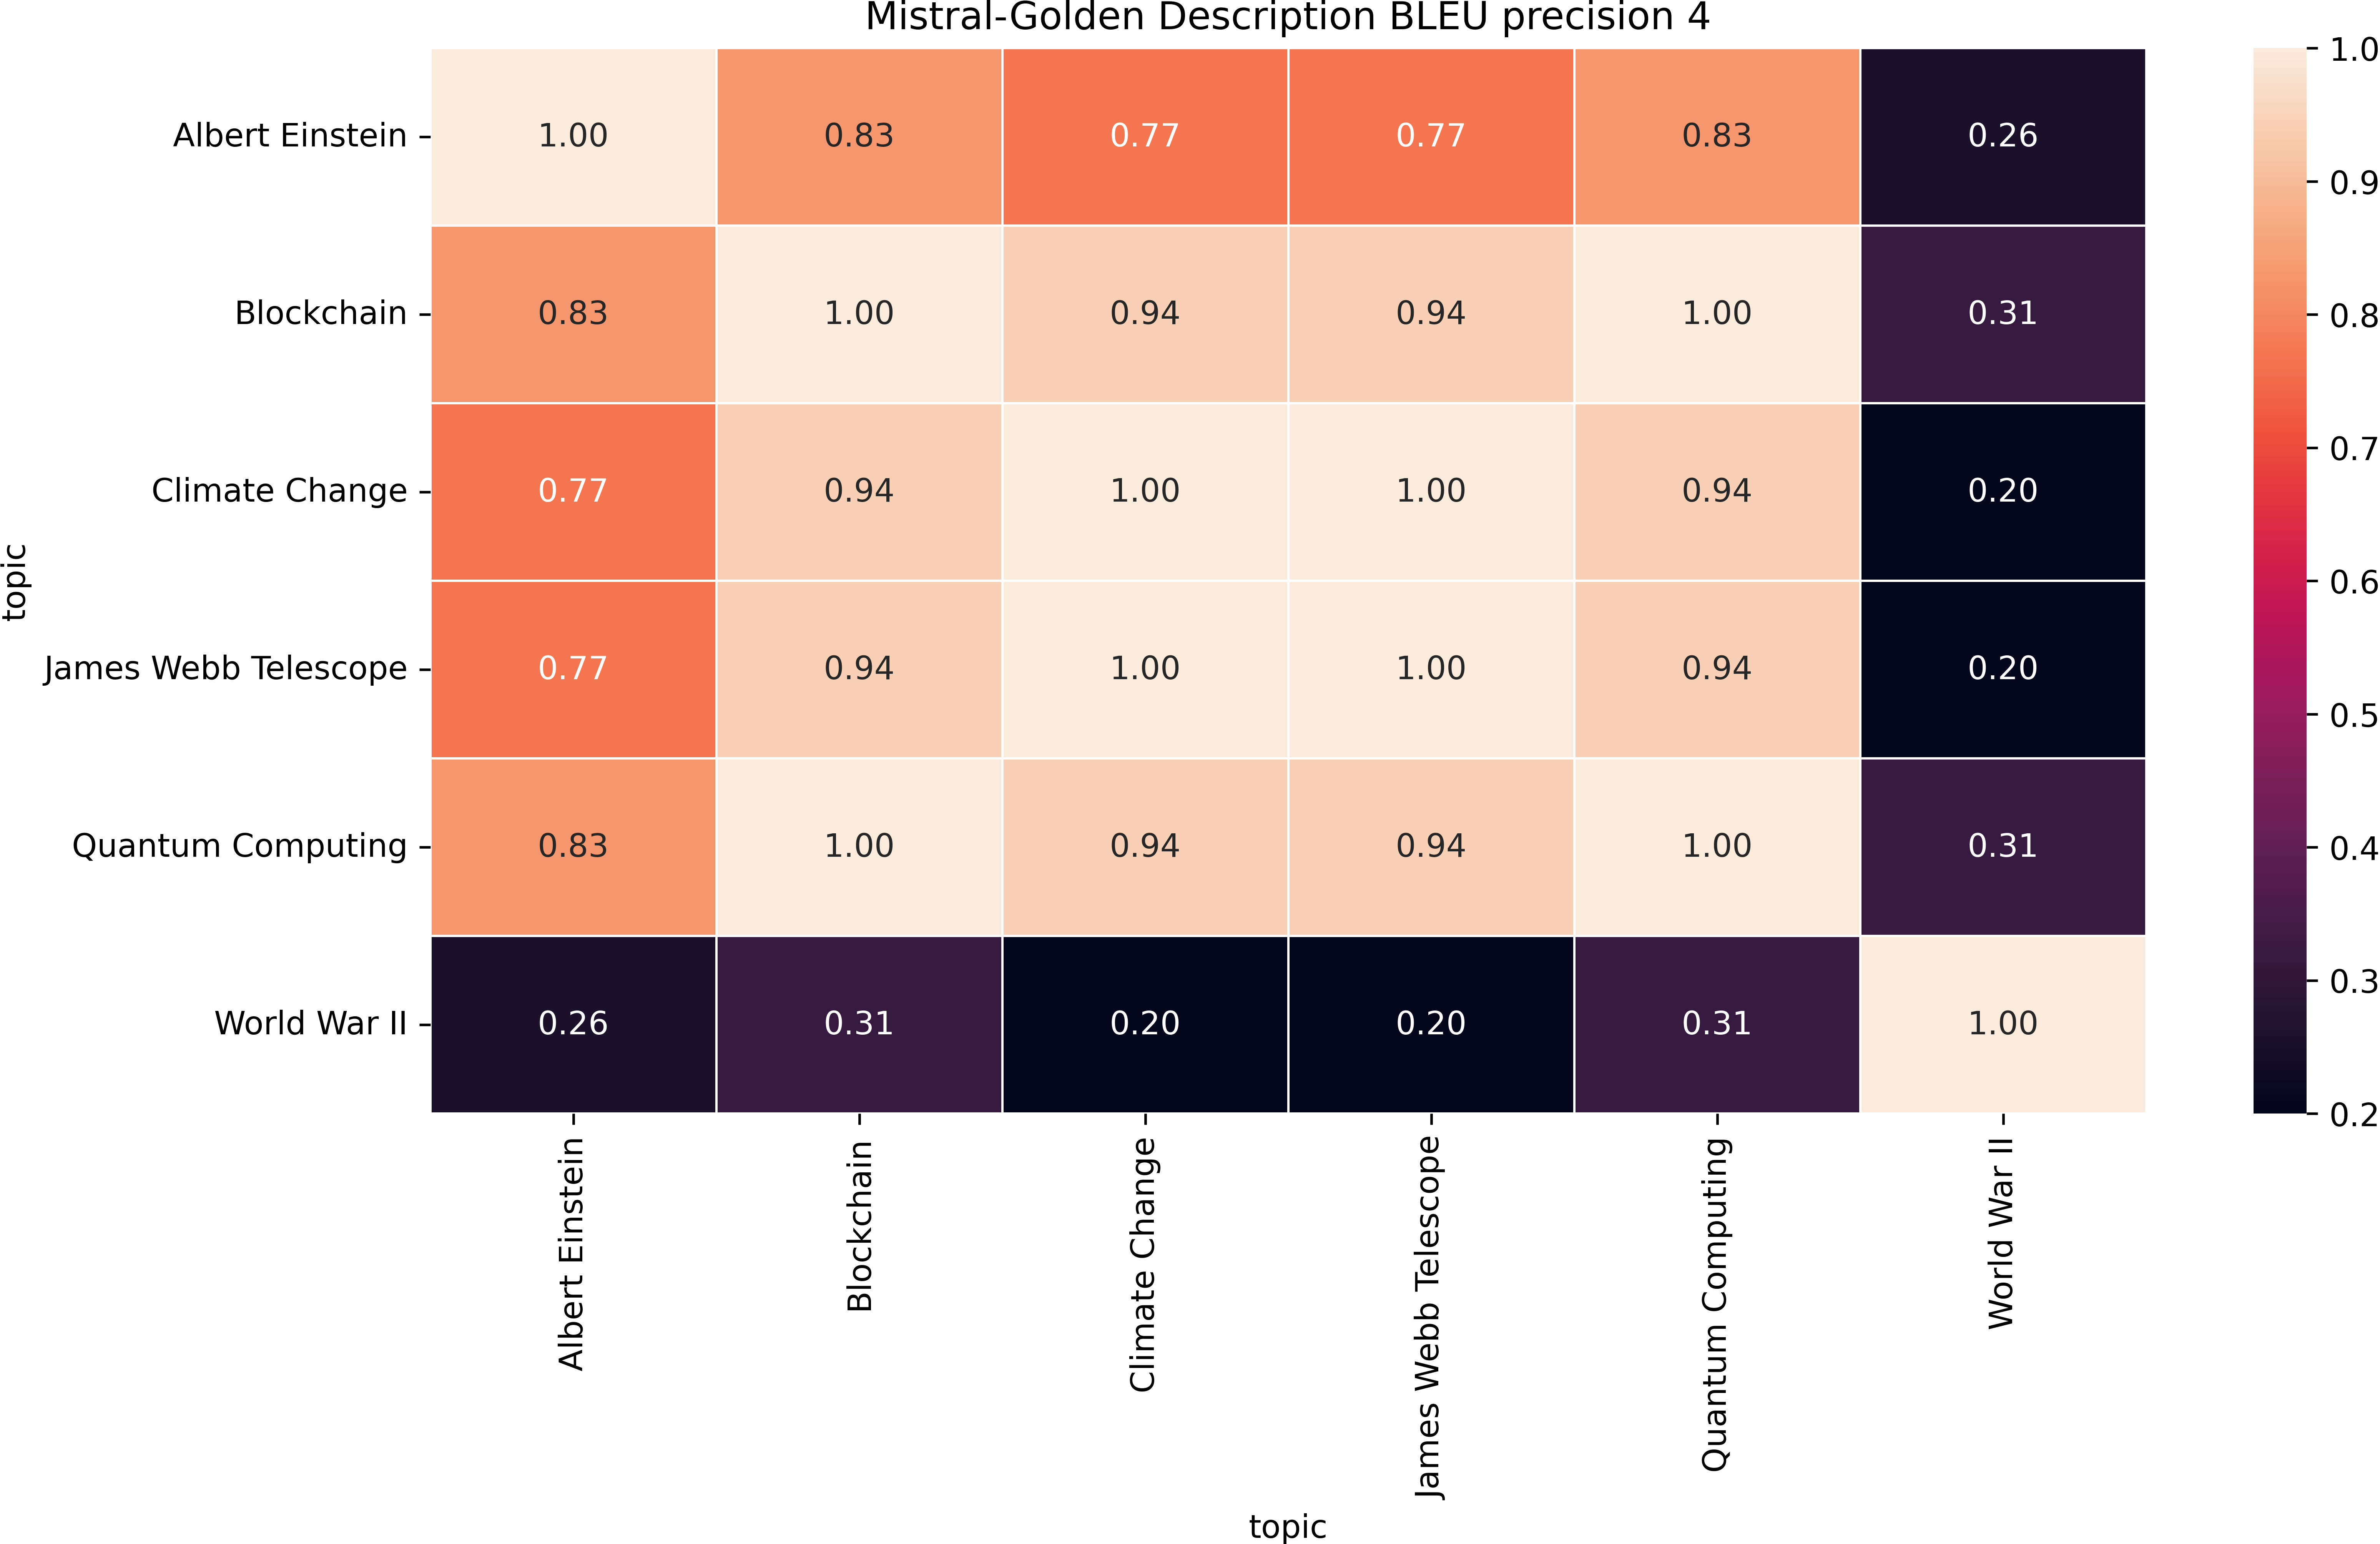 Mistral-Golden Description BLEU precision 4
topic
Albert Einstein 1.00 0.83 0.77 0.77 0.83 0.26
Blockchain 0.83 1.00 0.94 0.94 1.00 0.31
Climate Change 0.77 0.94 1.00 1.00 0.94 0.20
James Webb Telescope 0.77 0.94 1.00 1.00 0.94 0.20
Quantum Computing 0.83 1.00 0.94 0.94 1.00 0.31
World War II 0.26 0.31 0.20 0.20 0.31 1.00
Albert Einstein
Blockchain
Climate Change
James Webb Telescope
Quantum Computing
World War II
topic
1.0
0.9
0.8
0.7
0.6
0.5
0.4
0.3
0.2